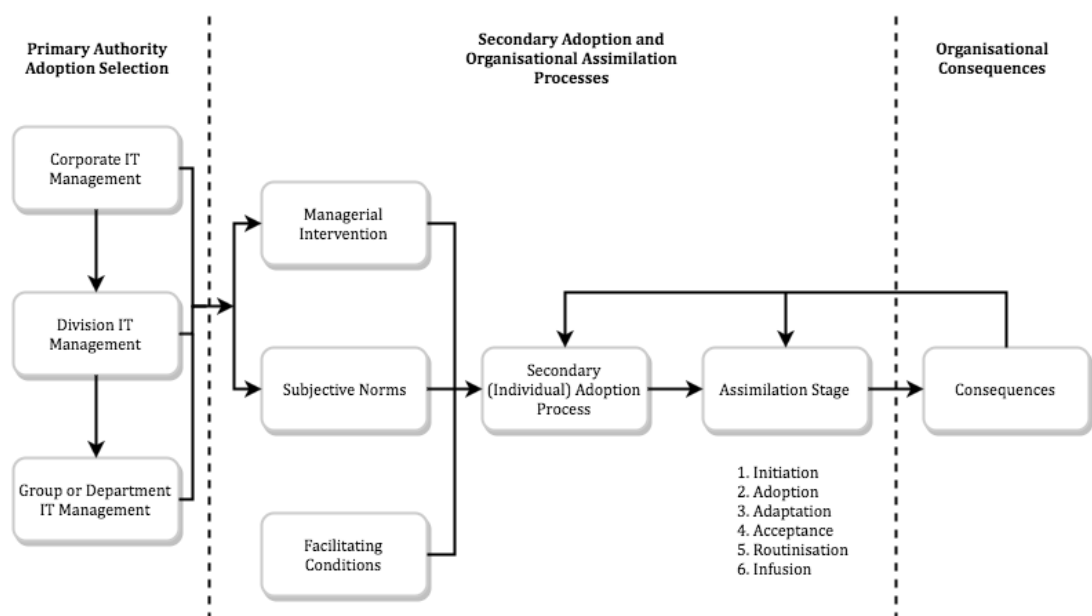 Primary Authority
Adoption Selection
Secondary Adoption and
Organisational Assimilation
Processes
Organisational
Consequences
Corporate IT
Management
Division IT
Management
Group or Department
IT Management
Managerial
Intervention
Subjective Norms
Facilitating
Conditions
Secondary
(Individual) Adoption
Process
Assimilation Stage
1. Initiation
2. Adoption
3. Adaptation
4. Acceptance
5. Routinisation
6. Infusion
Consequences